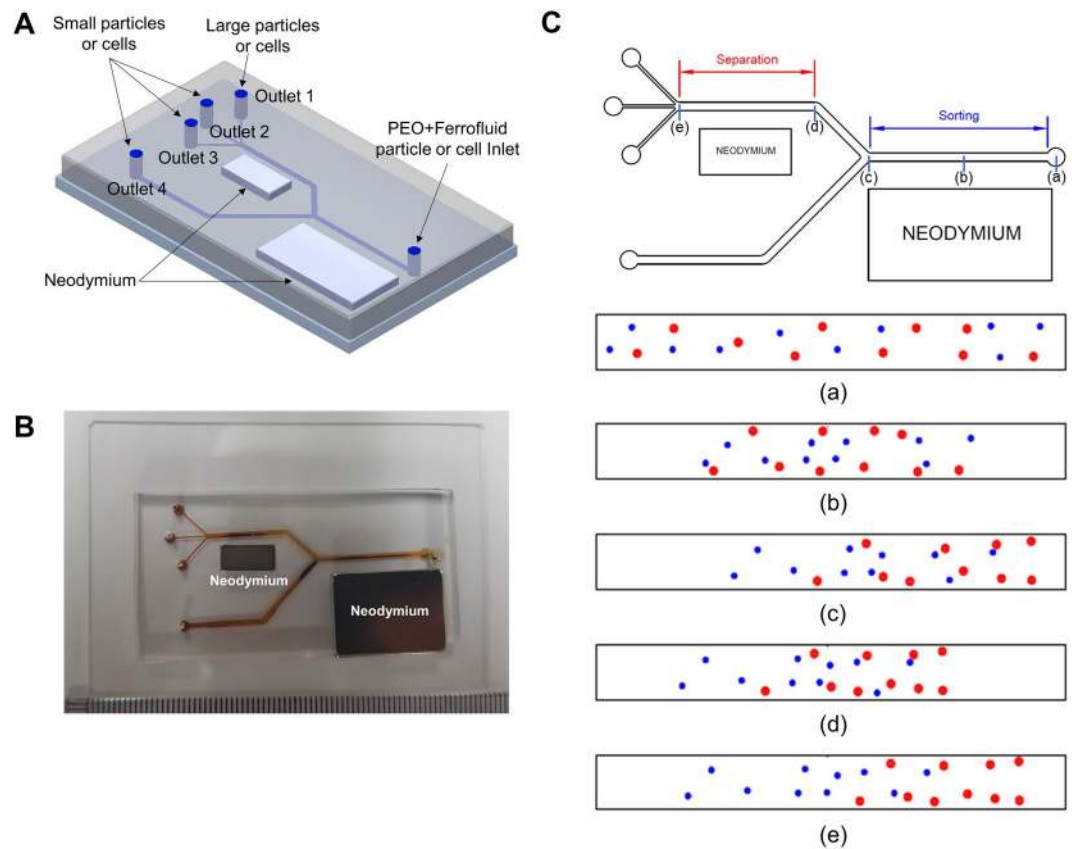 A
Small particles
or cells
Large particles
or cells
Outlet 1
Outlet 2
Outlet 3
Outlet 4
PEO+Ferrofluid
particle or cell Inlet
Neodymium
B
Neodymium
Neodymium
C
Separation
(e)
(d)
Sorting
NEODYMIUM
(c)
(b)
(a)
NEODYMIUM
(a)
(b)
(c)
(d)
(e)